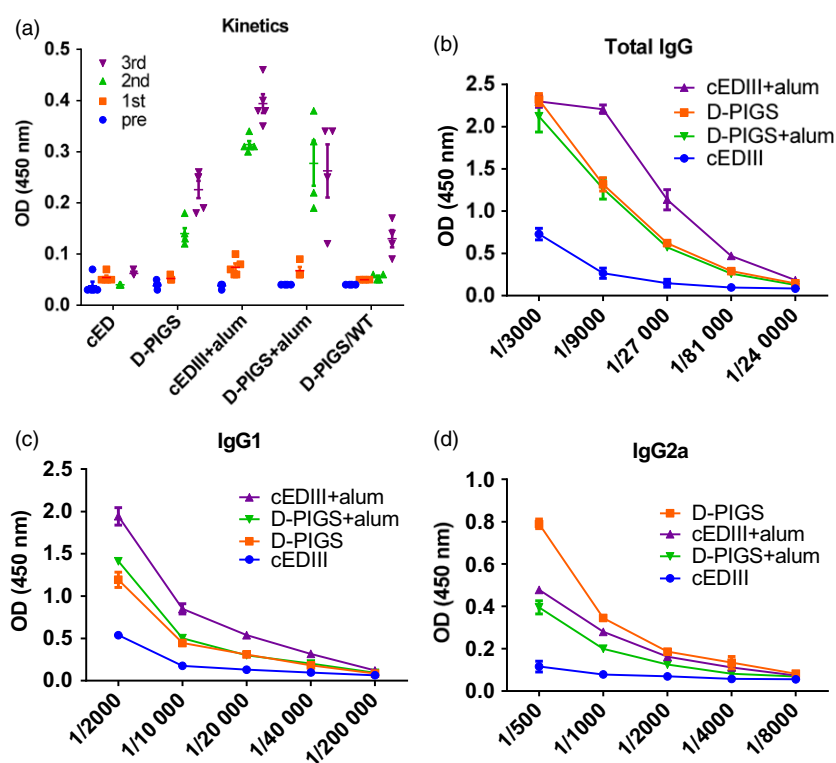 (a)
Kinetics
0.5
0.4
0.3
0.2
0.1
0.0
OD (450 nm)
3rd
2nd
1st
pre
cED
D-PIGS
cEDIII+alum
D-PIGS+alum
D-PIGS/WT
(b)
Total IgG
2.5
2.0
1.5
1.0
0.5
0.0
OD (450 nm)
cEDIII+alum
D-PIGS
D-PIGS+alum
cEDIII
1/3000
1/9000
1/27 000
1/81 000
1/24 0000
(c)
IgG1
2.5
2.0
1.5
1.0
0.5
0.0
OD (450 nm)
cEDIII+alum
D-PIGS+alum
D-PIGS
cEDIII
1/2000
1/10 000
1/20 000
1/40 000
1/200 000
(d)
IgG2a
1.0
0.8
0.6
0.4
0.2
0.0
OD (450 nm)
D-PIGS
cEDIII+alum
D-PIGS+alum
cEDIII
1/500
1/1000
1/2000
1/4000
1/8000